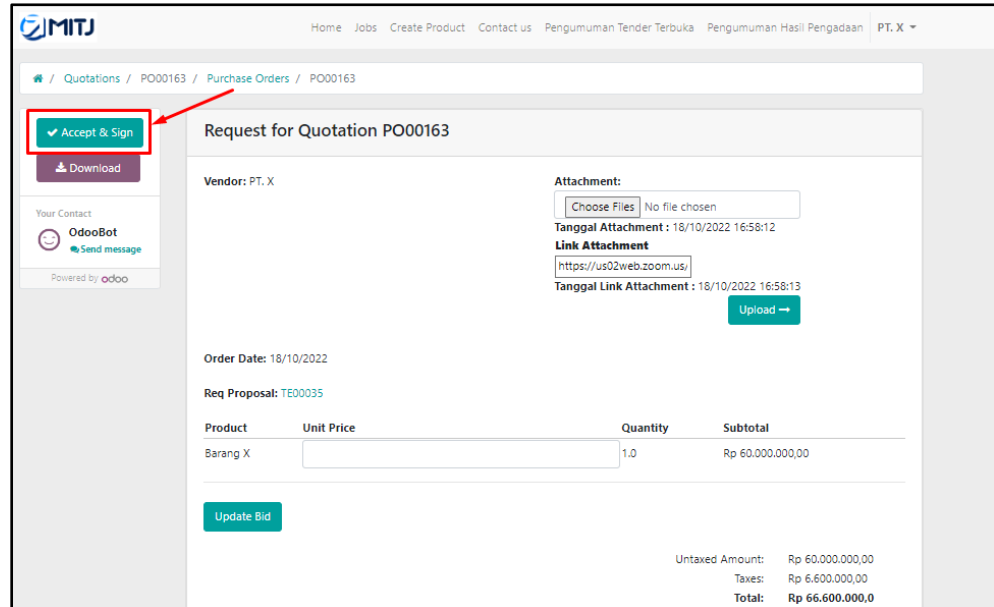 MITJ
Home Jobs Create Product Contact us Pengumuman Tender Terbuka Pengumuman Hasil Pengadaan PT. X
/ Quotations / PO00163 / Purchase Orders / PO00163
Accept & Sign
Download
Your Contact
OdooBot
Send message
Powered by odoo
Request for Quotation PO00163
Vendor: PT. X
Attachment:
Choose Files No file chosen
Tanggal Attachment : 18/10/2022 16:58:12
Link Attachment
https://us02web.zoom.us/
Tanggal Link Attachment : 18/10/2022 16:58:13
Upload →
Order Date: 18/10/2022
Req Proposal: TE00035
Product Unit Price Quantity Subtotal
Barang X 1.0 Rp 60.000.000,00
Update Bid
Untaxed Amount: Rp 60.000.000,00
Taxes: Rp 6.600.000,00
Total: Rp 66.600.000,0